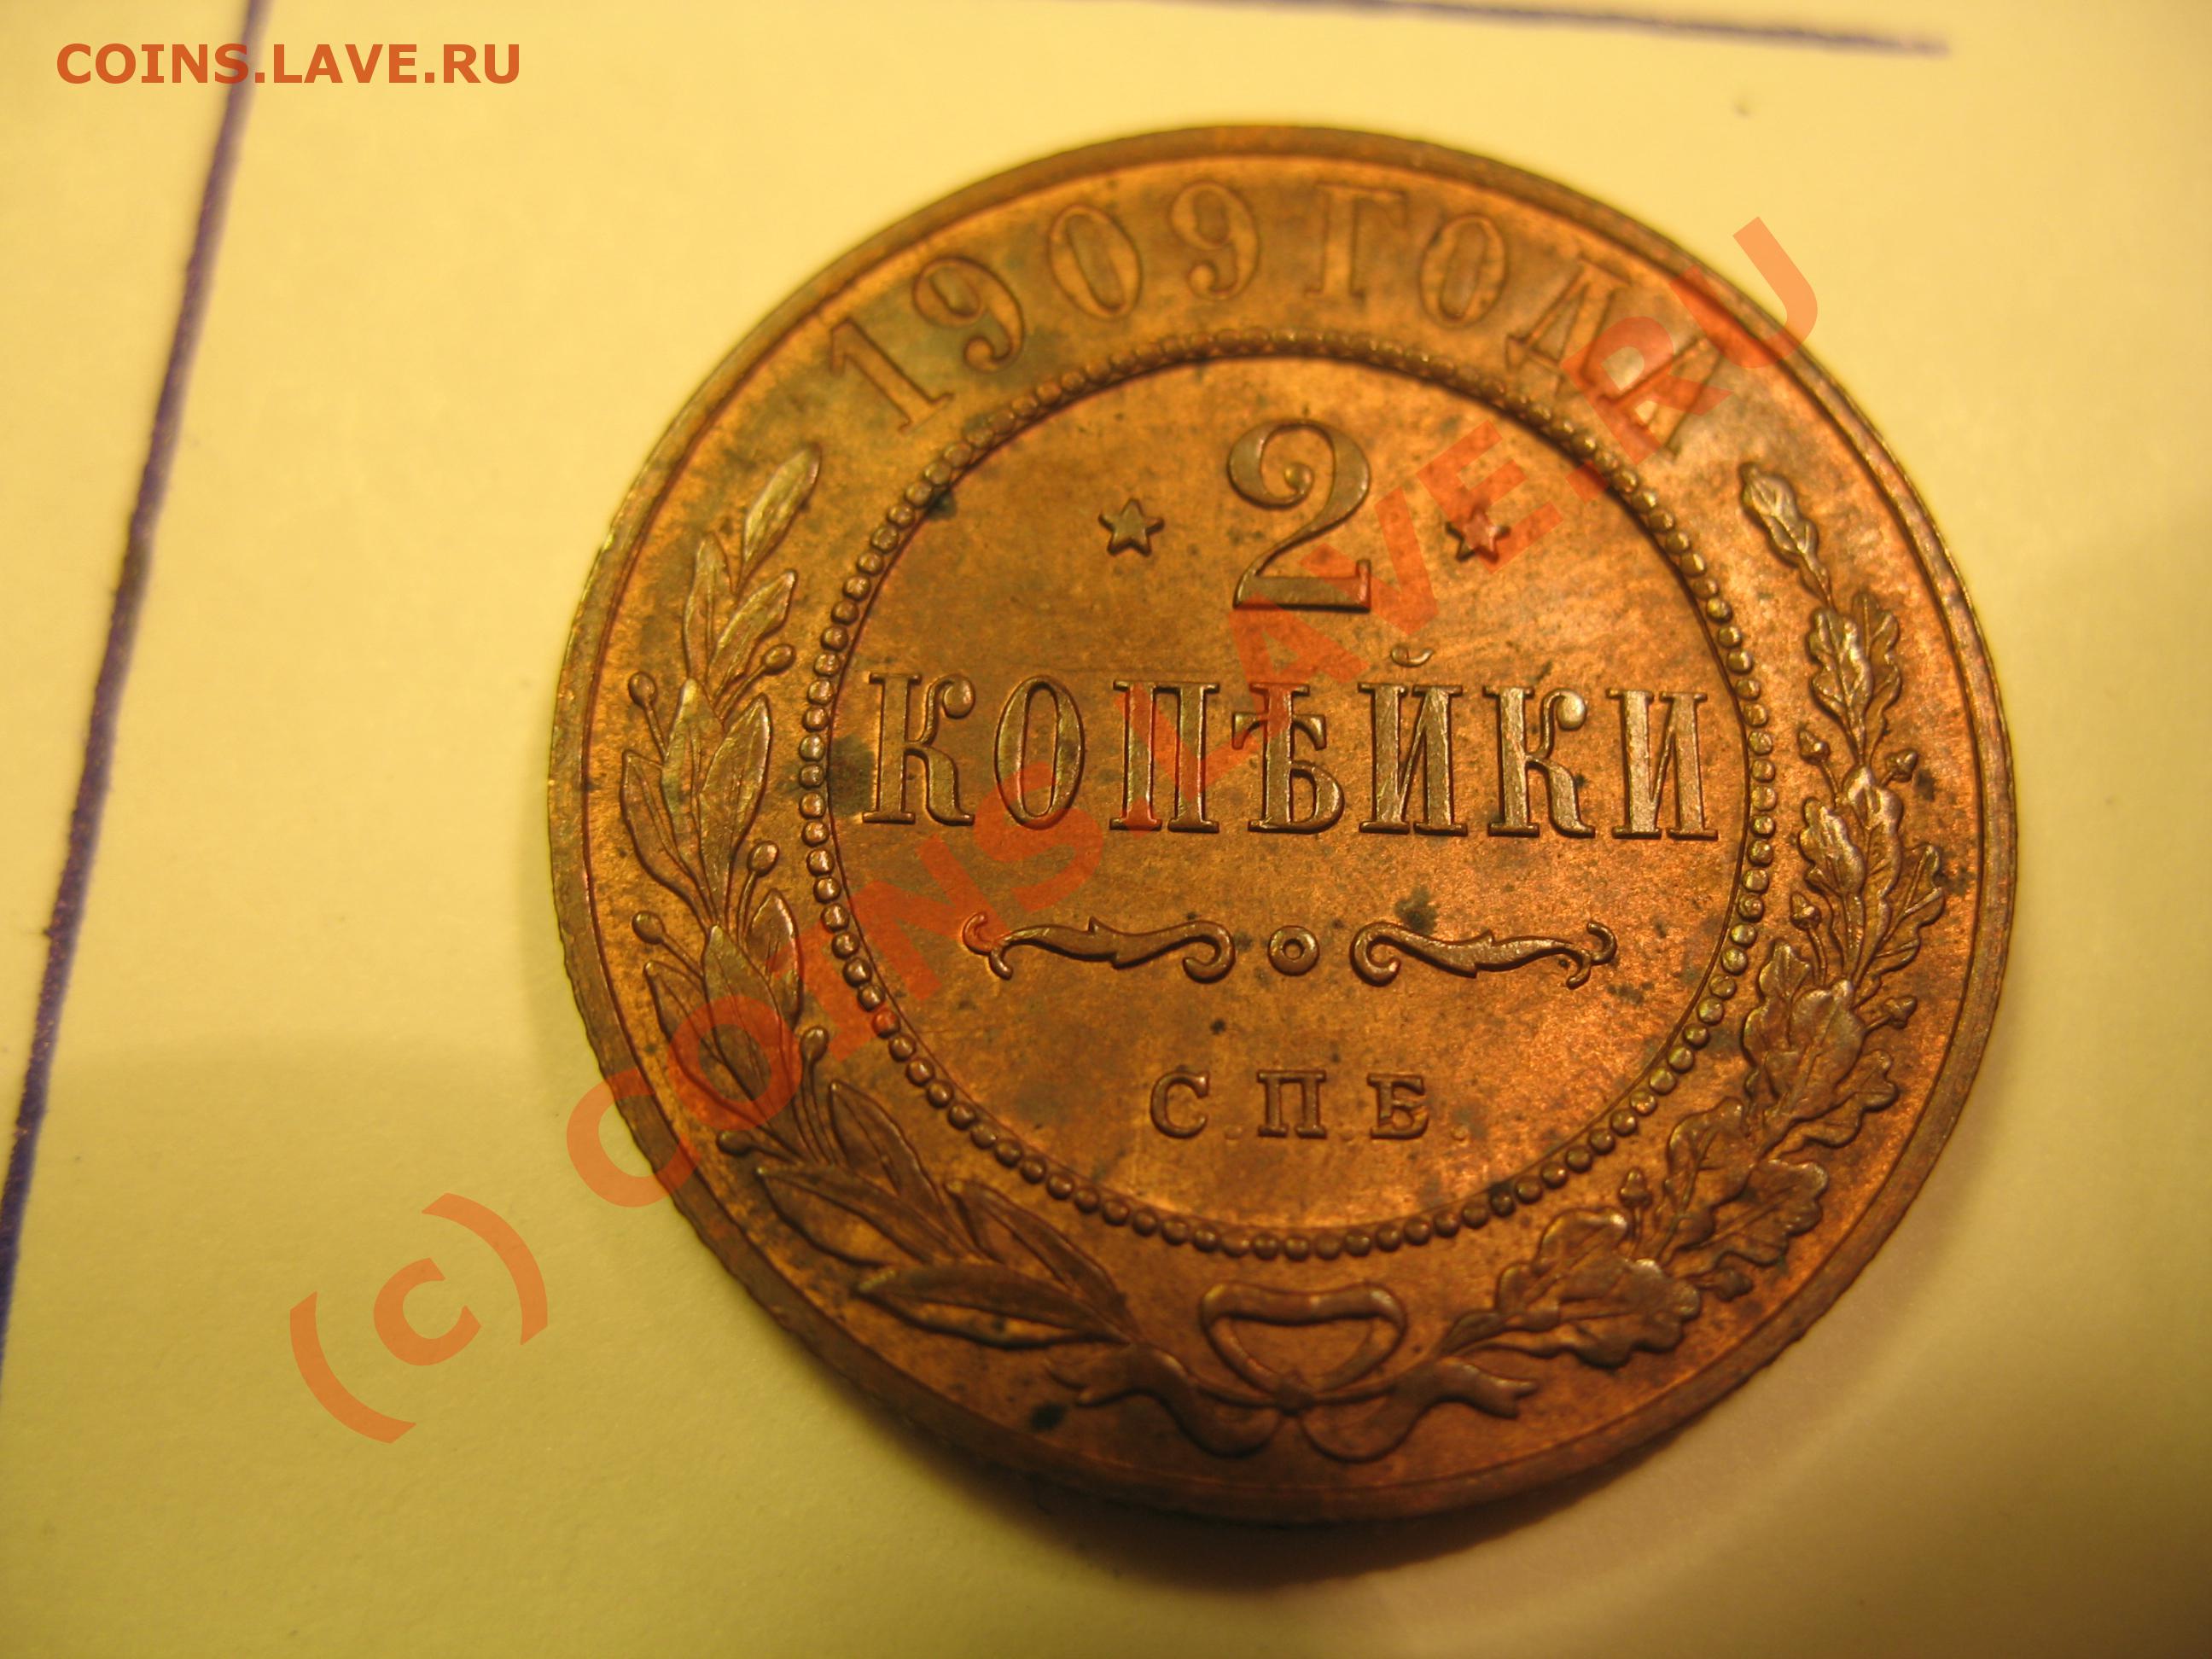 COINS.LAVE.RU
1909 ГОДА
2
КОПѢЙКИ
С.П.Б.
(c) COINS.LAVE.RU